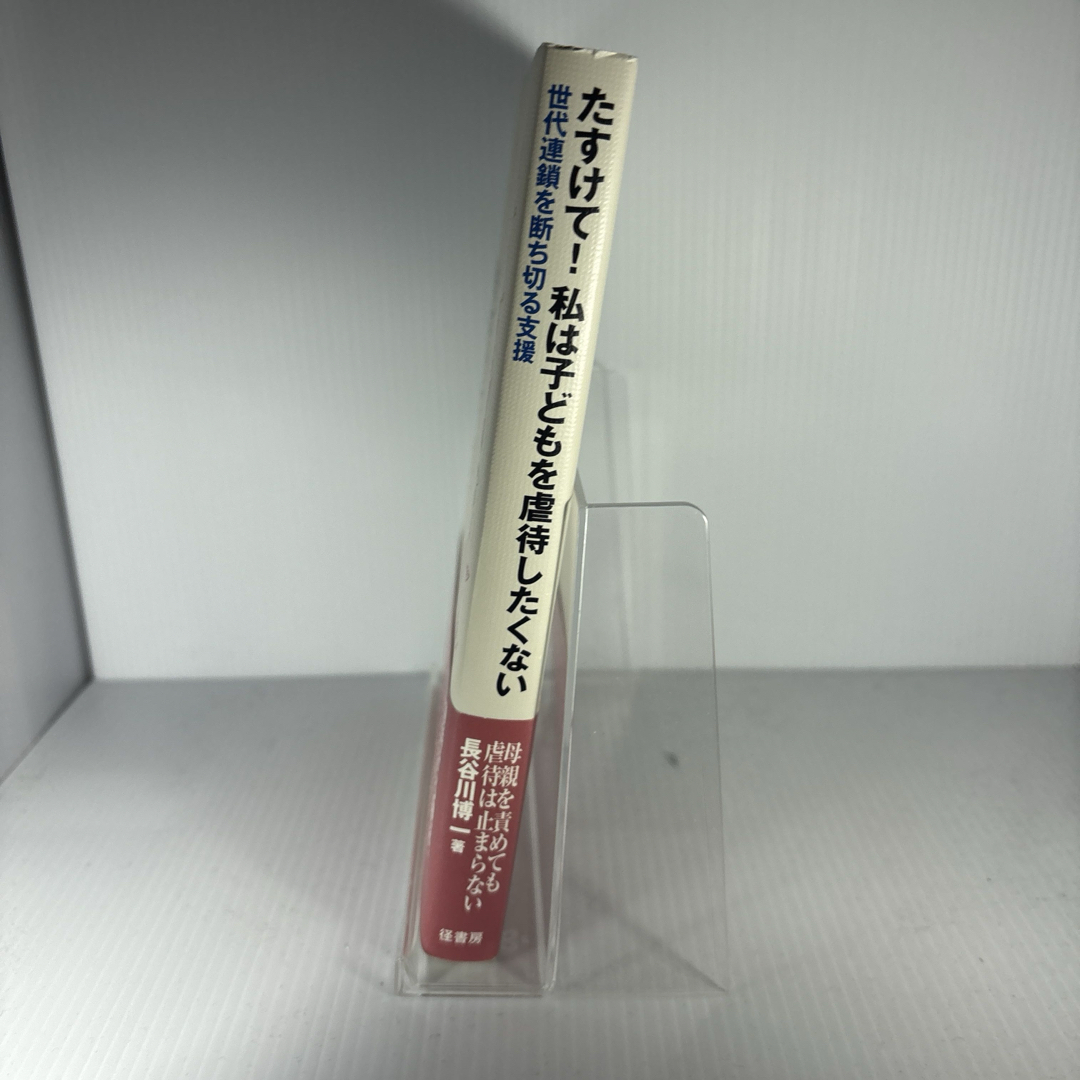 たすけて！私は子どもを虐待したくない
世代連鎖を断ち切る支援
母親を責めても
虐待は止まらない
長谷川博一 著
径書房